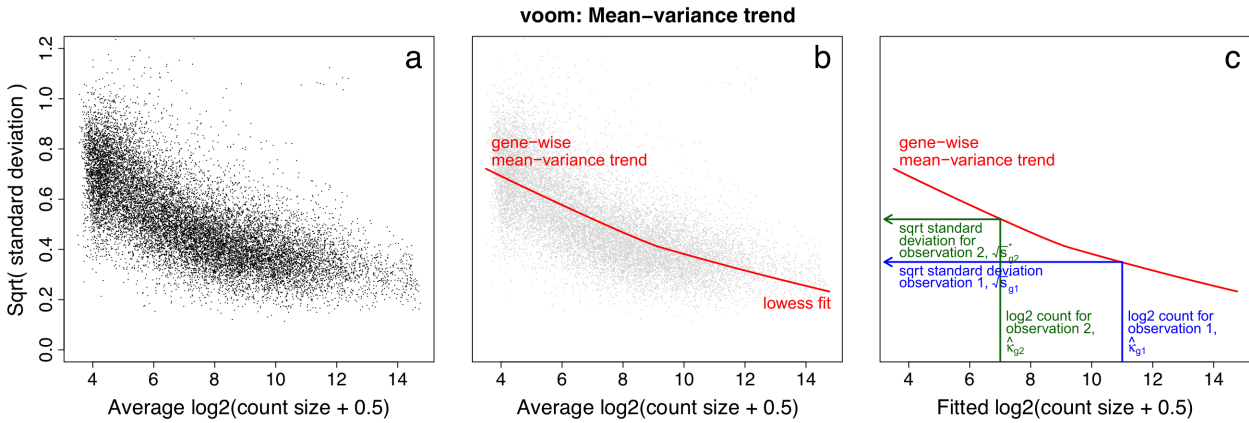 voom: Mean−variance trend
Sqrt( standard deviation )
1.2
1.0
0.8
0.6
0.4
0.2
0.0
a
4 6 8 10 12 14
Average log2(count size + 0.5)
b
gene−wise
mean−variance trend
lowess fit
4 6 8 10 12 14
Average log2(count size + 0.5)
c
gene−wise
mean−variance trend
sqrt standard
deviation for
observation 2, √s*g2
sqrt standard deviation
observation 1, √sg1
log2 count for
observation 2,
κ̂g2
log2 count for
observation 1,
κ̂g1
4 6 8 10 12 14
Fitted log2(count size + 0.5)